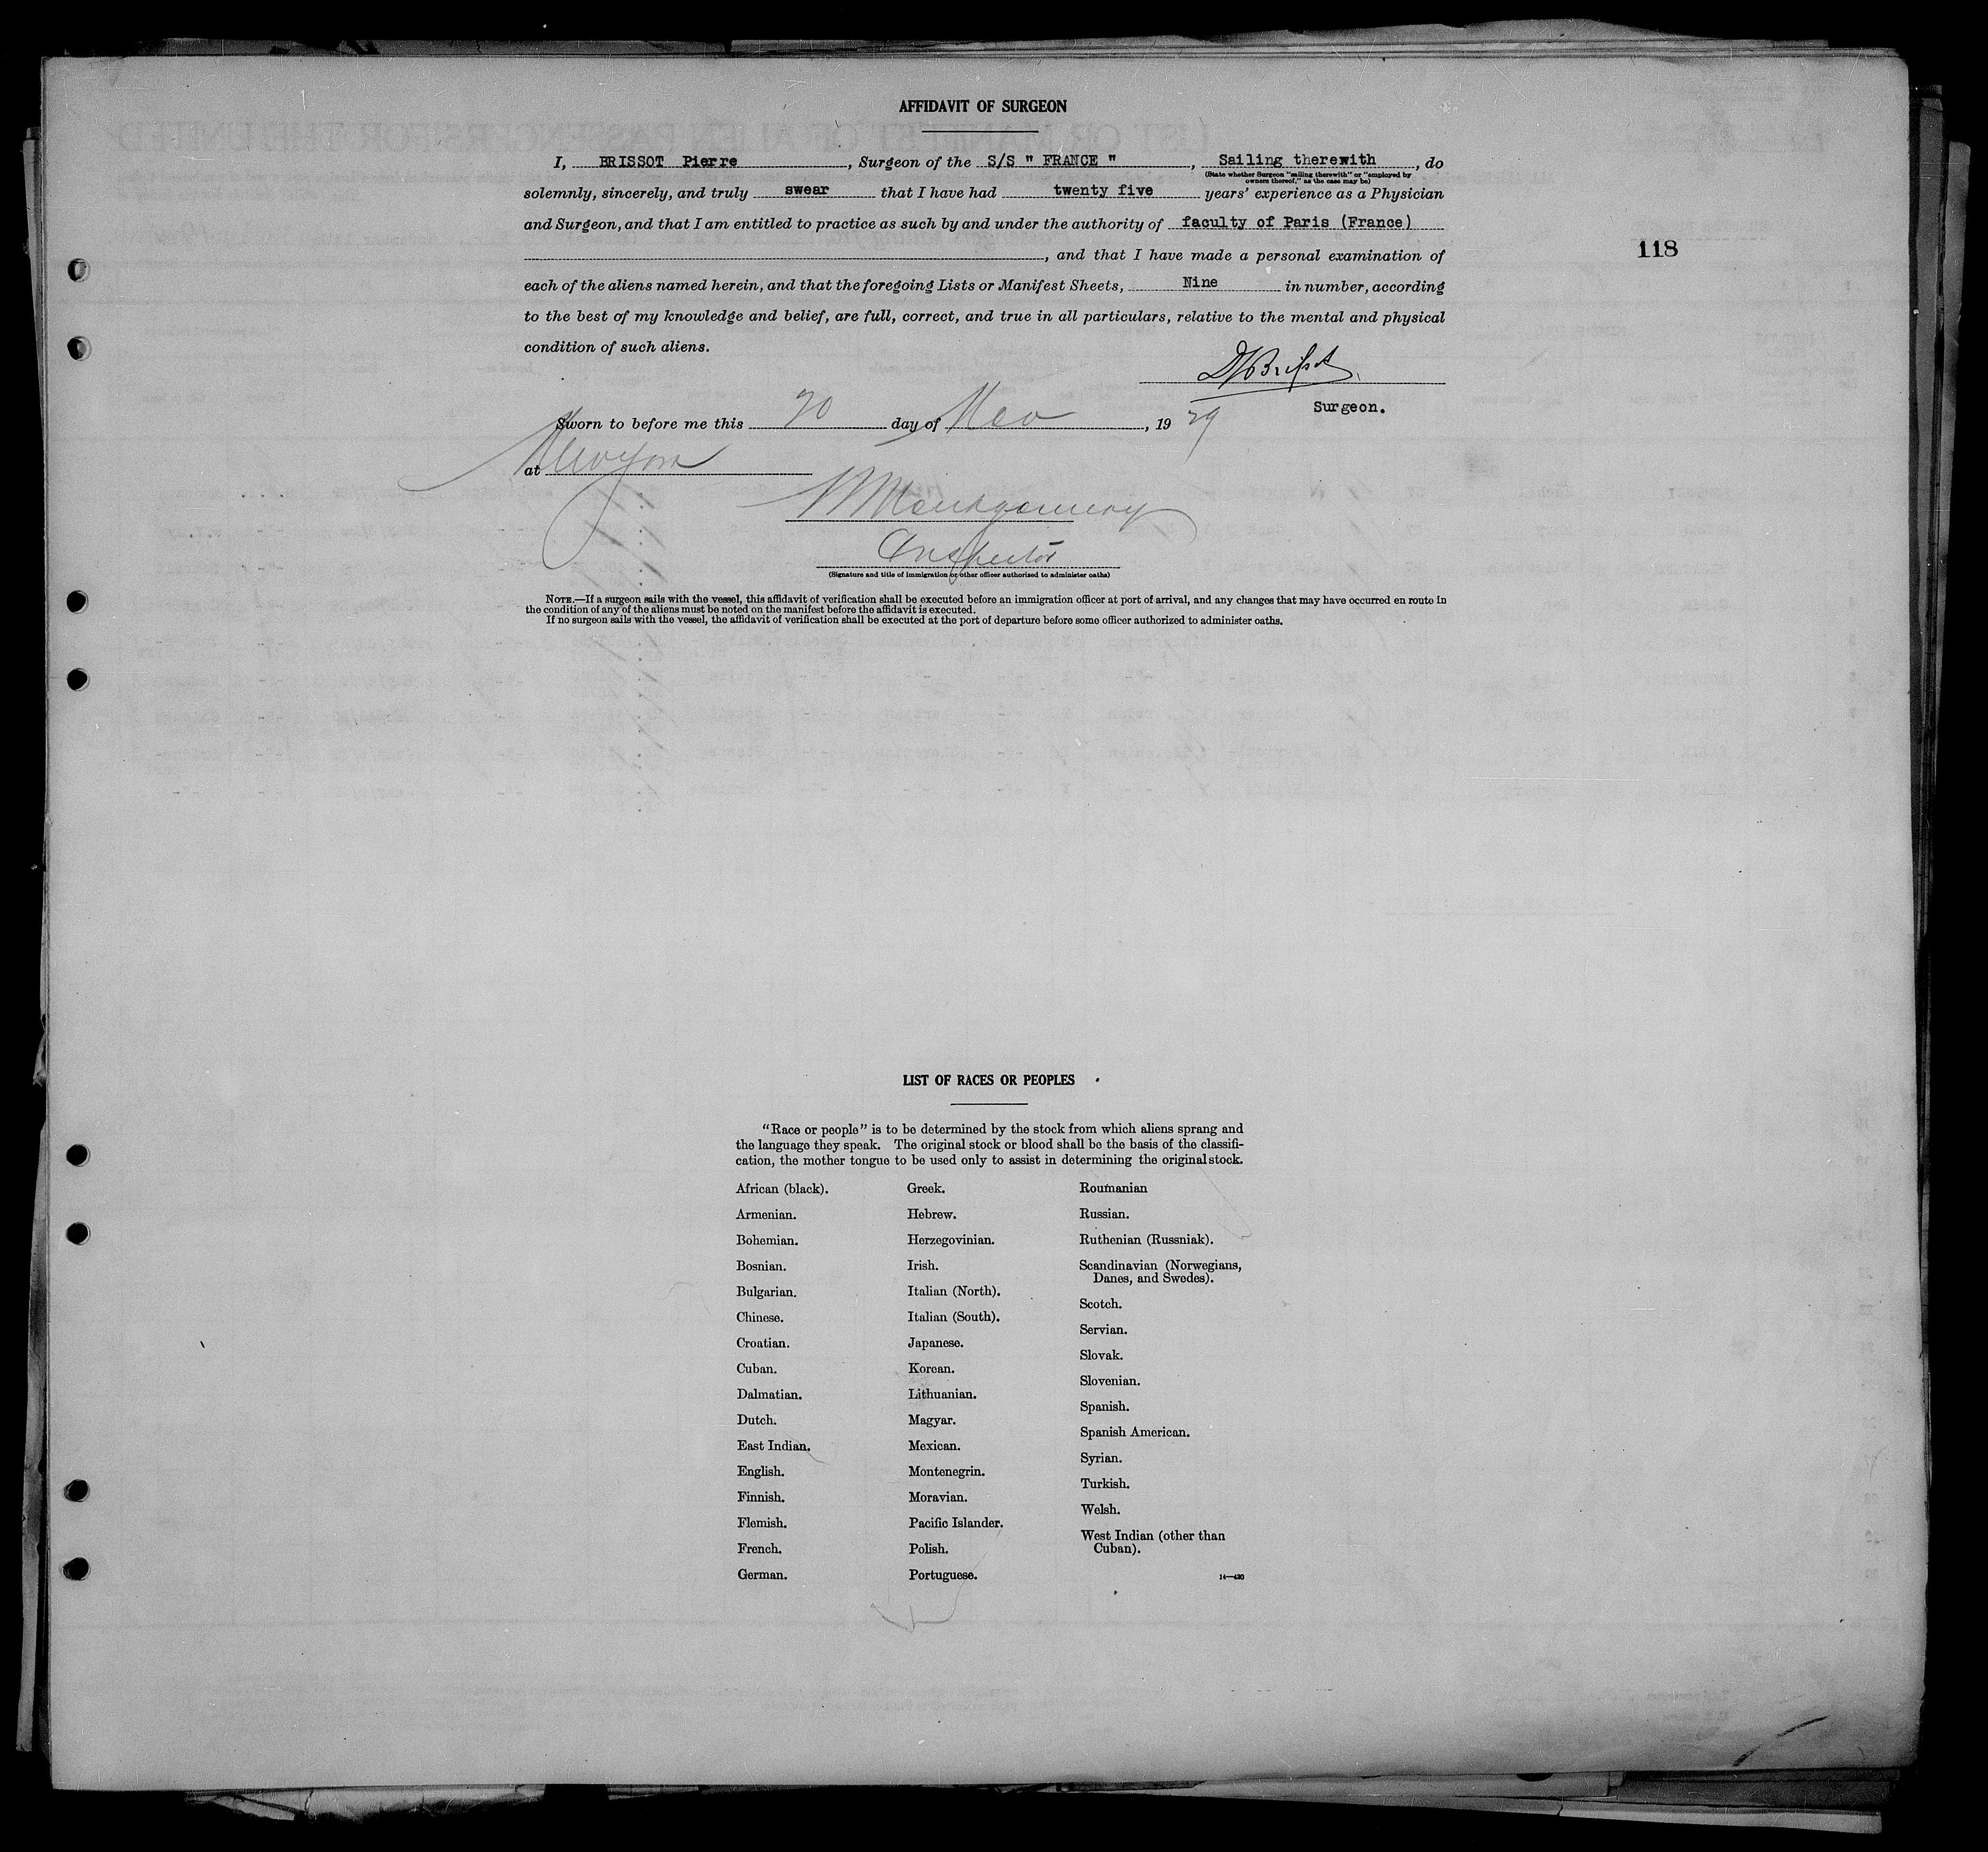 AFFIDAVIT OF SURGEON
118
I, BRISSOT Pierre, Surgeon of the S/S " FRANCE ", Sailing therewith, do
(State whether Surgeon "sailing therewith" or "employed by
owners thereof," as the case may be)
solemnly, sincerely, and truly swear that I have had twenty five years' experience as a Physician
and Surgeon, and that I am entitled to practice as such by and under the authority of faculty of Paris (France)
, and that I have made a personal examination of
each of the aliens named herein, and that the foregoing Lists or Manifest Sheets, Nine in number, according
to the best of my knowledge and belief, are full, correct, and true in all particulars, relative to the mental and physical
condition of such aliens.
Surgeon.
Sworn to before me this 20 day of Nov, 19 29
at New York
Montgomery
Inspector
(Signature and title of immigration or other officer authorized to administer oaths)
NOTE.—If a surgeon sails with the vessel, this affidavit of verification shall be executed before an immigration officer at port of arrival, and any changes that may have occurred en route in
the condition of any of the aliens must be noted on the manifest before the affidavit is executed.
If no surgeon sails with the vessel, the affidavit of verification shall be executed at the port of departure before some officer authorized to administer oaths.
LIST OF RACES OR PEOPLES
"Race or people" is to be determined by the stock from which aliens sprang and
the language they speak. The original stock or blood shall be the basis of the classifi-
cation, the mother tongue to be used only to assist in determining the original stock.
African (black).
Armenian.
Bohemian.
Bosnian.
Bulgarian.
Chinese.
Croatian.
Cuban.
Dalmatian.
Dutch.
East Indian.
English.
Finnish.
Flemish.
French.
German.
Greek.
Hebrew.
Herzegovinian.
Irish.
Italian (North).
Italian (South).
Japanese.
Korean.
Lithuanian.
Magyar.
Mexican.
Montenegrin.
Moravian.
Pacific Islander.
Polish.
Portuguese.
Roumanian
Russian.
Ruthenian (Russniak).
Scandinavian (Norwegians,
Danes, and Swedes).
Scotch.
Servian.
Slovak.
Slovenian.
Spanish.
Spanish American.
Syrian.
Turkish.
Welsh.
West Indian (other than
Cuban).
14—430